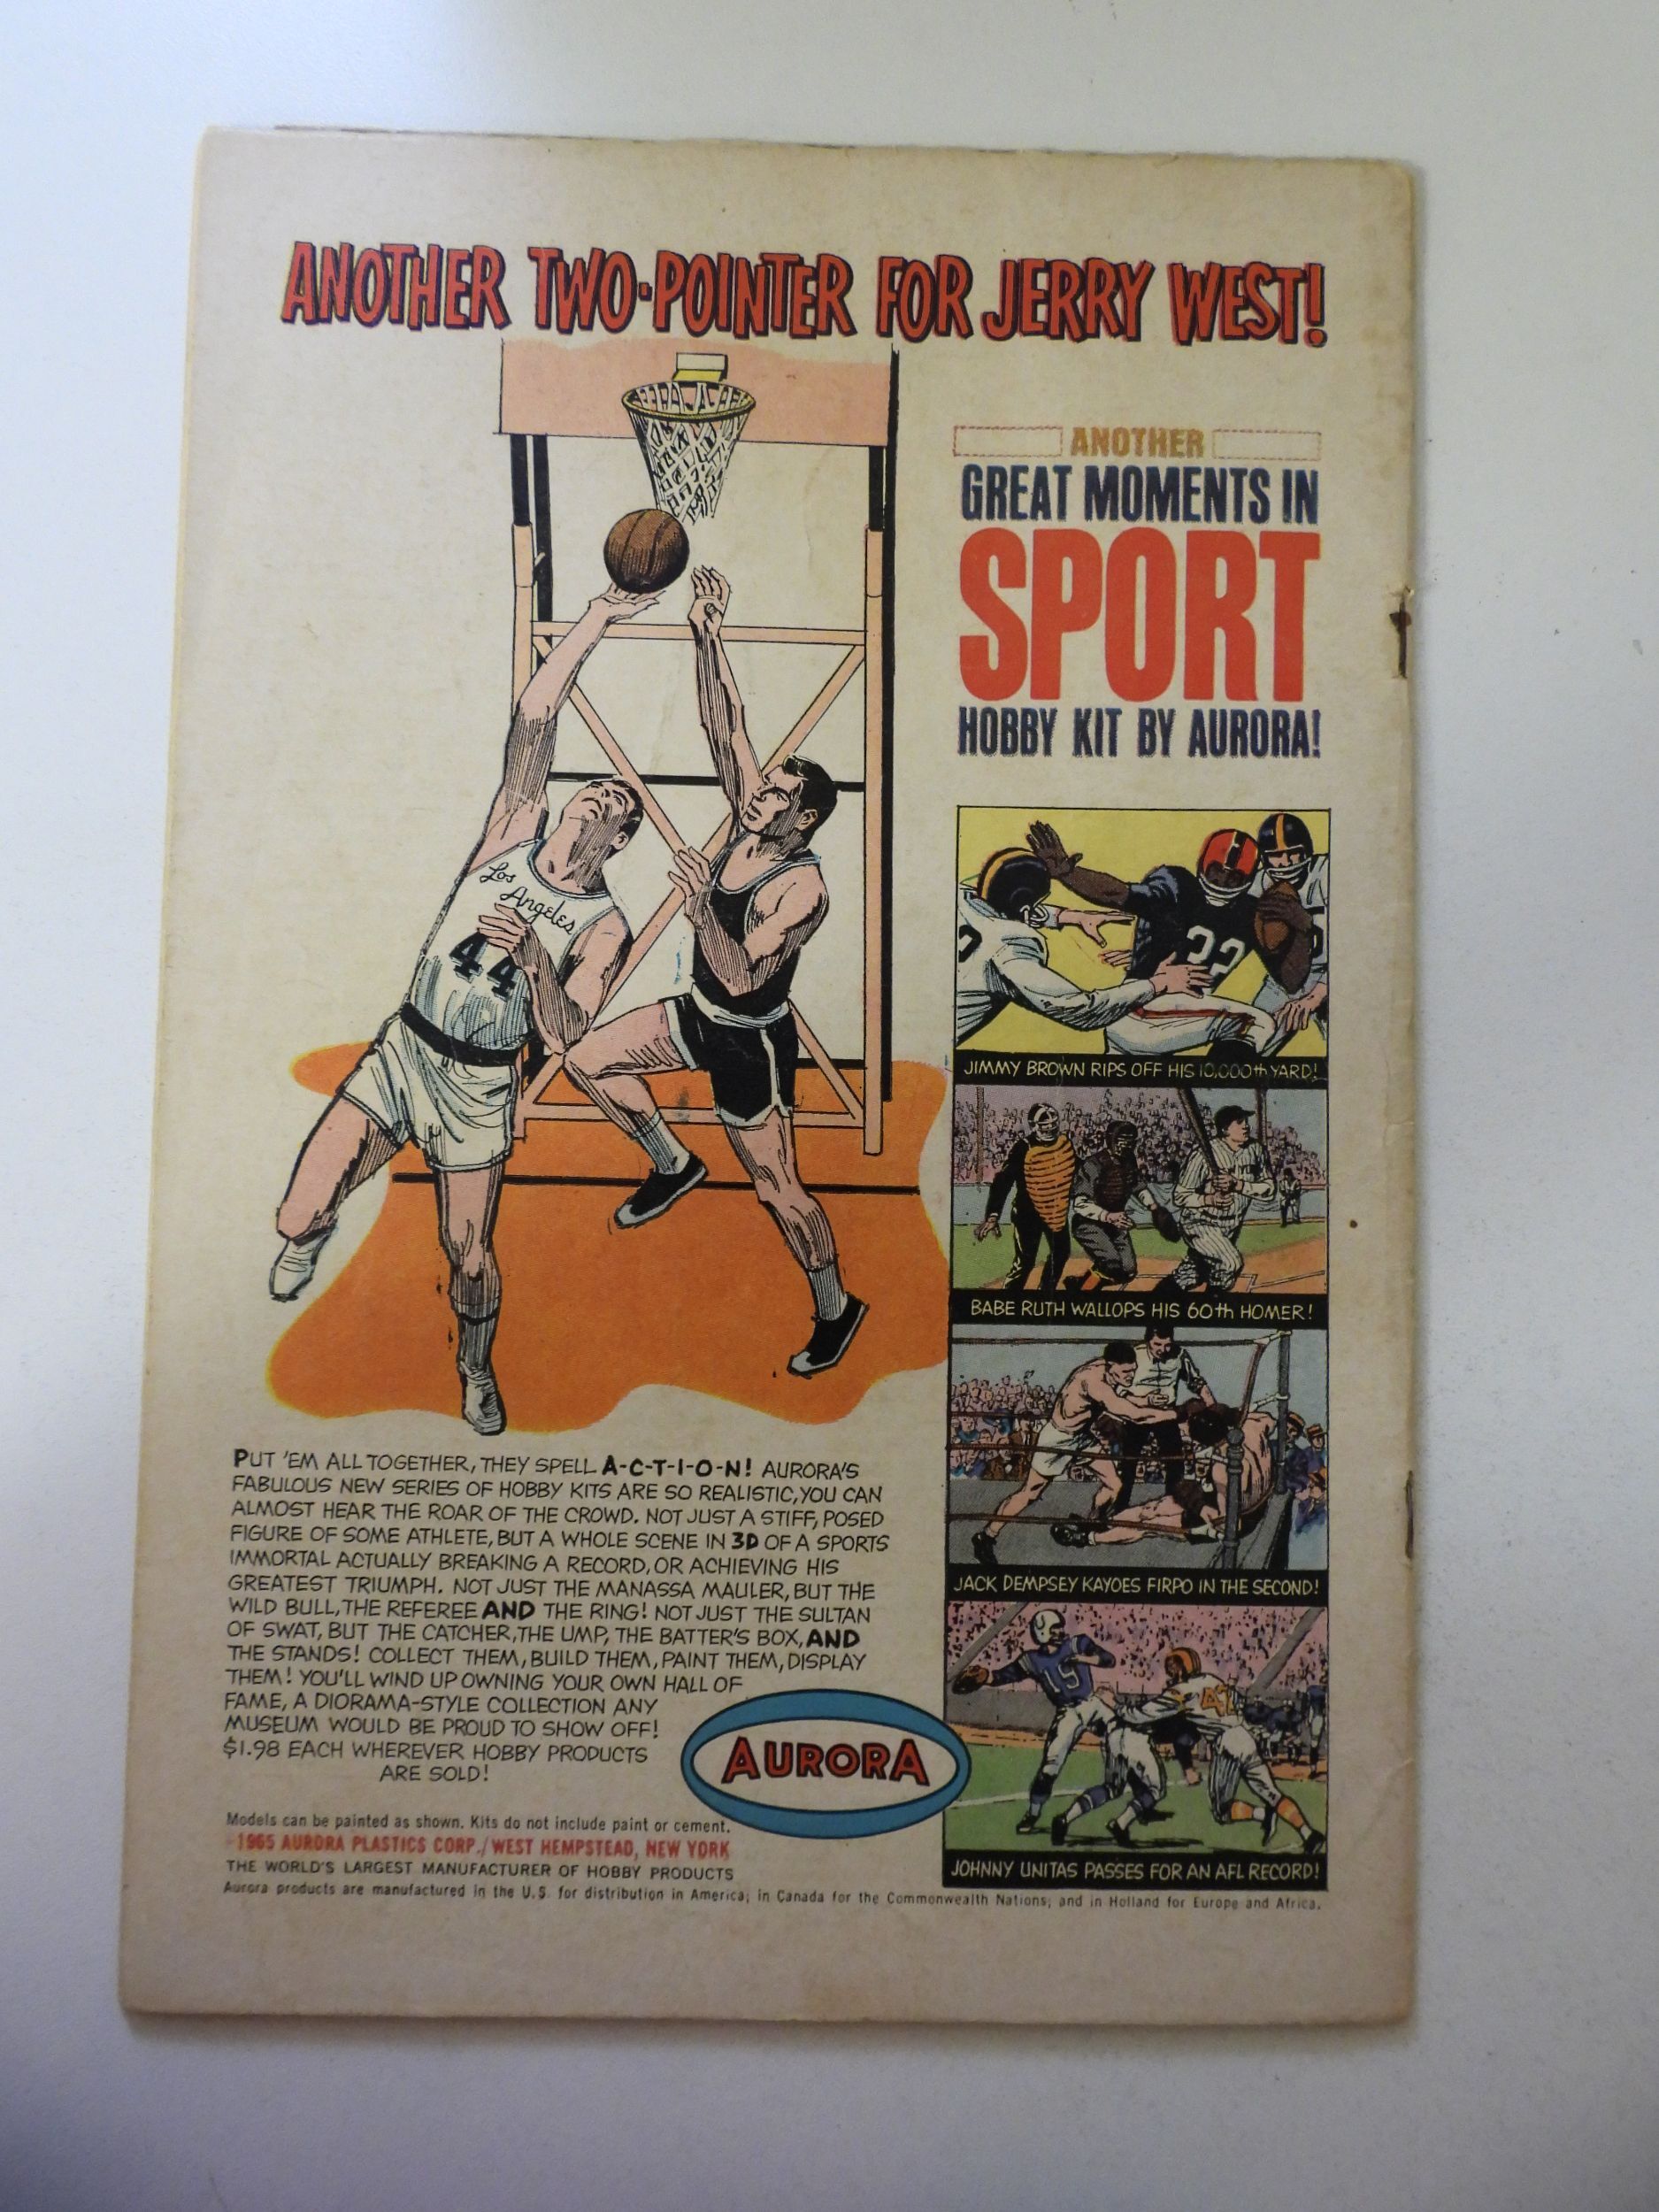 ANOTHER TWO-POINTER FOR JERRY WEST!
ANOTHER
GREAT MOMENTS IN
SPORT
HOBBY KIT BY AURORA!
Los
Angeles
44
22
JIMMY BROWN RIPS OFF HIS 10,000th YARD!
BABE RUTH WALLOPS HIS 60th HOMER!
JACK DEMPSEY KAYOES FIRPO IN THE SECOND!
15
JOHNNY UNITAS PASSES FOR AN AFL RECORD!
PUT 'EM ALL TOGETHER, THEY SPELL A-C-T-I-O-N! AURORA'S
FABULOUS NEW SERIES OF HOBBY KITS ARE SO REALISTIC, YOU CAN
ALMOST HEAR THE ROAR OF THE CROWD. NOT JUST A STIFF, POSED
FIGURE OF SOME ATHLETE, BUT A WHOLE SCENE IN 3D OF A SPORTS
IMMORTAL ACTUALLY BREAKING A RECORD, OR ACHIEVING HIS
GREATEST TRIUMPH. NOT JUST THE MANASSA MAULER, BUT THE
WILD BULL, THE REFEREE AND THE RING! NOT JUST THE SULTAN
OF SWAT, BUT THE CATCHER, THE UMP, THE BATTER'S BOX, AND
THE STANDS! COLLECT THEM, BUILD THEM, PAINT THEM, DISPLAY
THEM! YOU'LL WIND UP OWNING YOUR OWN HALL OF
FAME, A DIORAMA-STYLE COLLECTION ANY
MUSEUM WOULD BE PROUD TO SHOW OFF!
$1.98 EACH WHEREVER HOBBY PRODUCTS
ARE SOLD!
AURORA
Models can be painted as shown. Kits do not include paint or cement.
1965 AURORA PLASTICS CORP./WEST HEMPSTEAD, NEW YORK
THE WORLD'S LARGEST MANUFACTURER OF HOBBY PRODUCTS
Aurora products are manufactured in the U.S. for distribution in America; in Canada for the Commonwealth Nations; and in Holland for Europe and Africa.